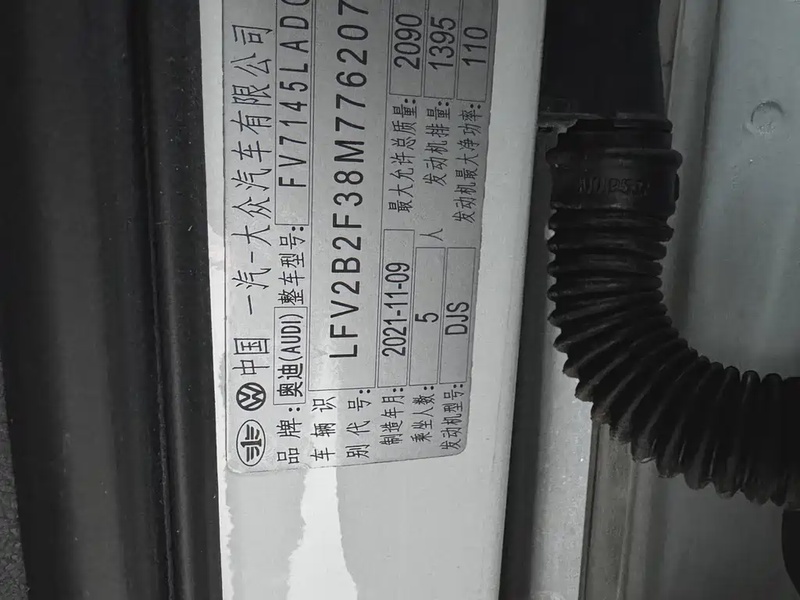 中国 一汽-大众汽车有限公司
品牌: 奥迪(AUDI) 整车型号: FV7145LADC
车辆识别代号: LFV2B2F38M776207
制造年月: 2021-11-09 最大允许总质量: 2090
乘坐人数: 5 人 发动机排量: 1395
发动机型号: DJS 发动机最大净功率: 110